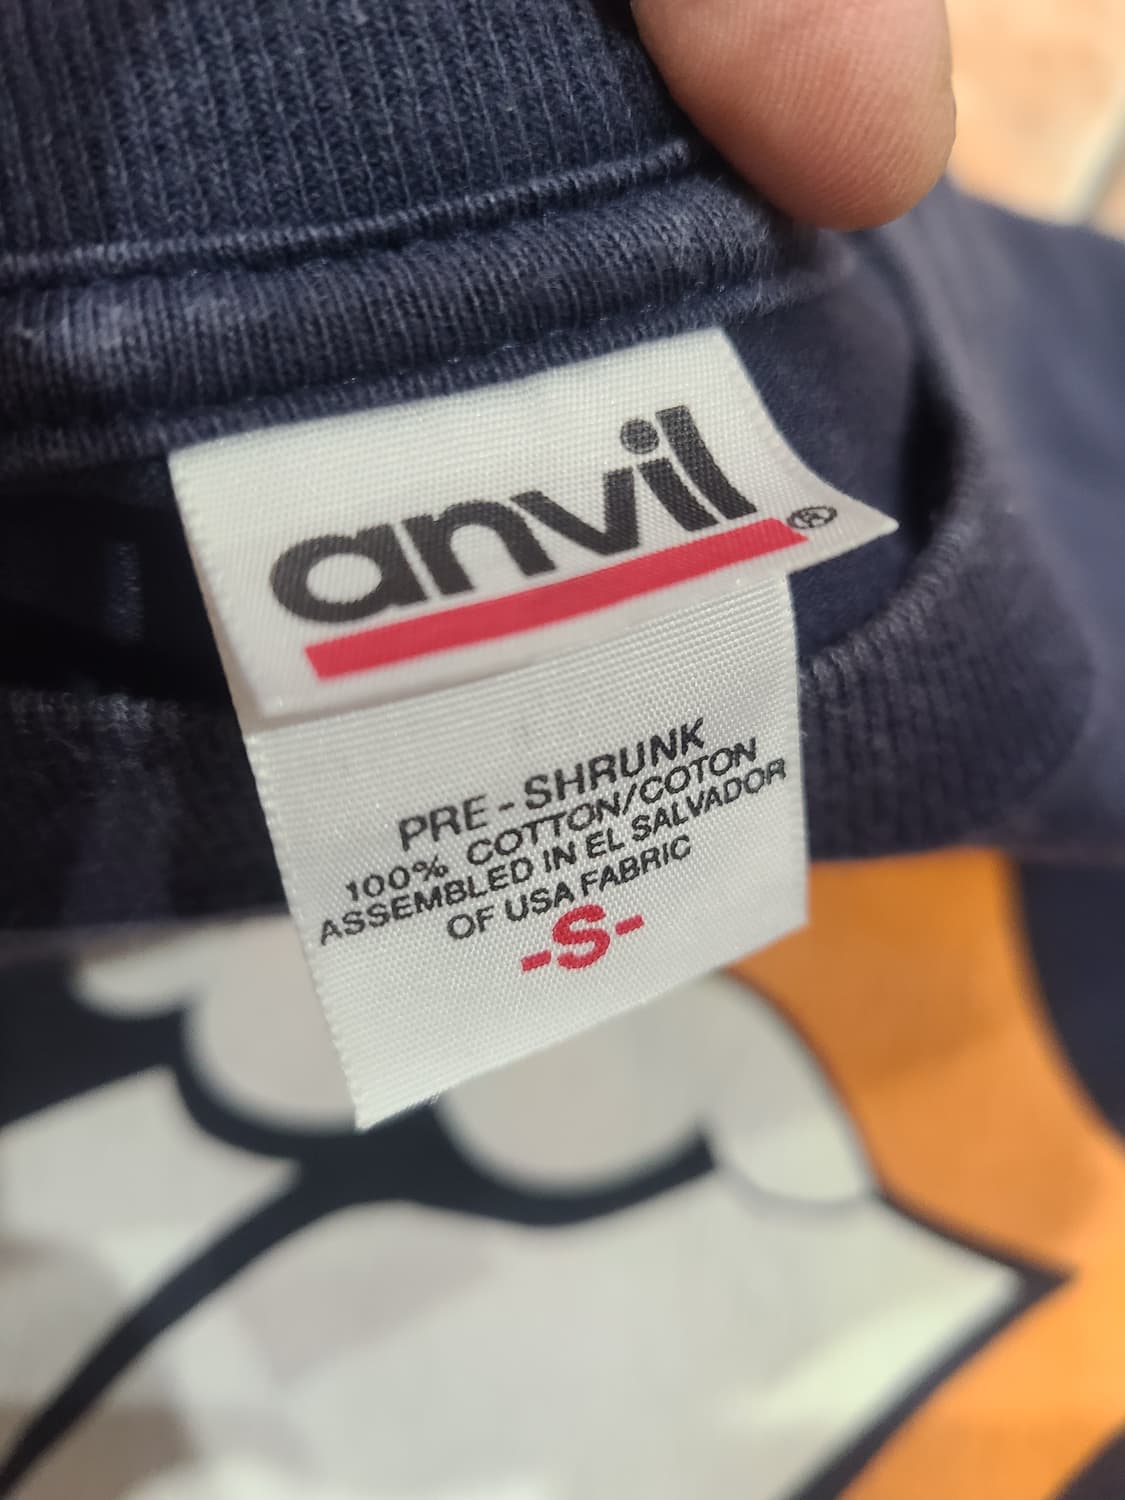 anvil®
PRE-SHRUNK
100% COTTON/COTON
ASSEMBLED IN EL SALVADOR
OF USA FABRIC
-S-